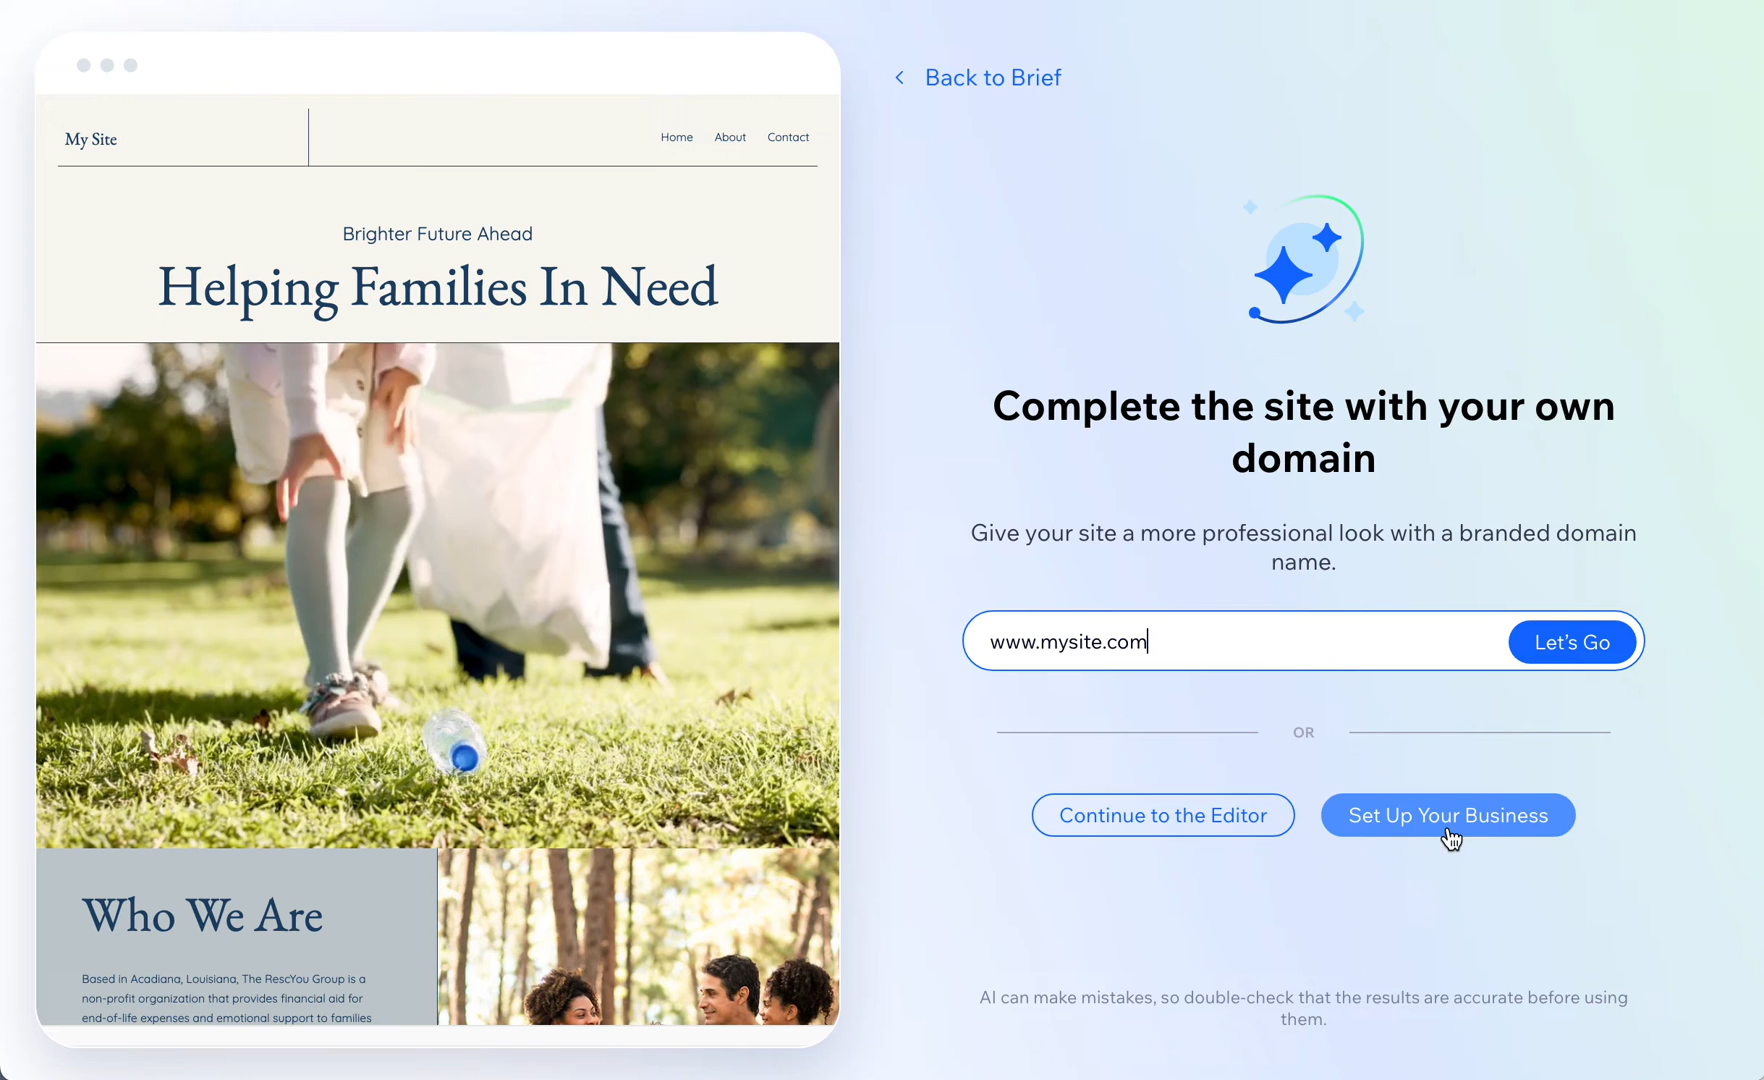 My Site
Home About Contact
Brighter Future Ahead
Helping Families In Need
Who We Are
Based in Acadiana, Louisiana, The RescYou Group is a
non-profit organization that provides financial aid for
end-of-life expenses and emotional support to families
Back to Brief
Complete the site with your own
domain
Give your site a more professional look with a branded domain
name.
www.mysite.com
Let's Go
OR
Continue to the Editor
Set Up Your Business
AI can make mistakes, so double-check that the results are accurate before using
them.